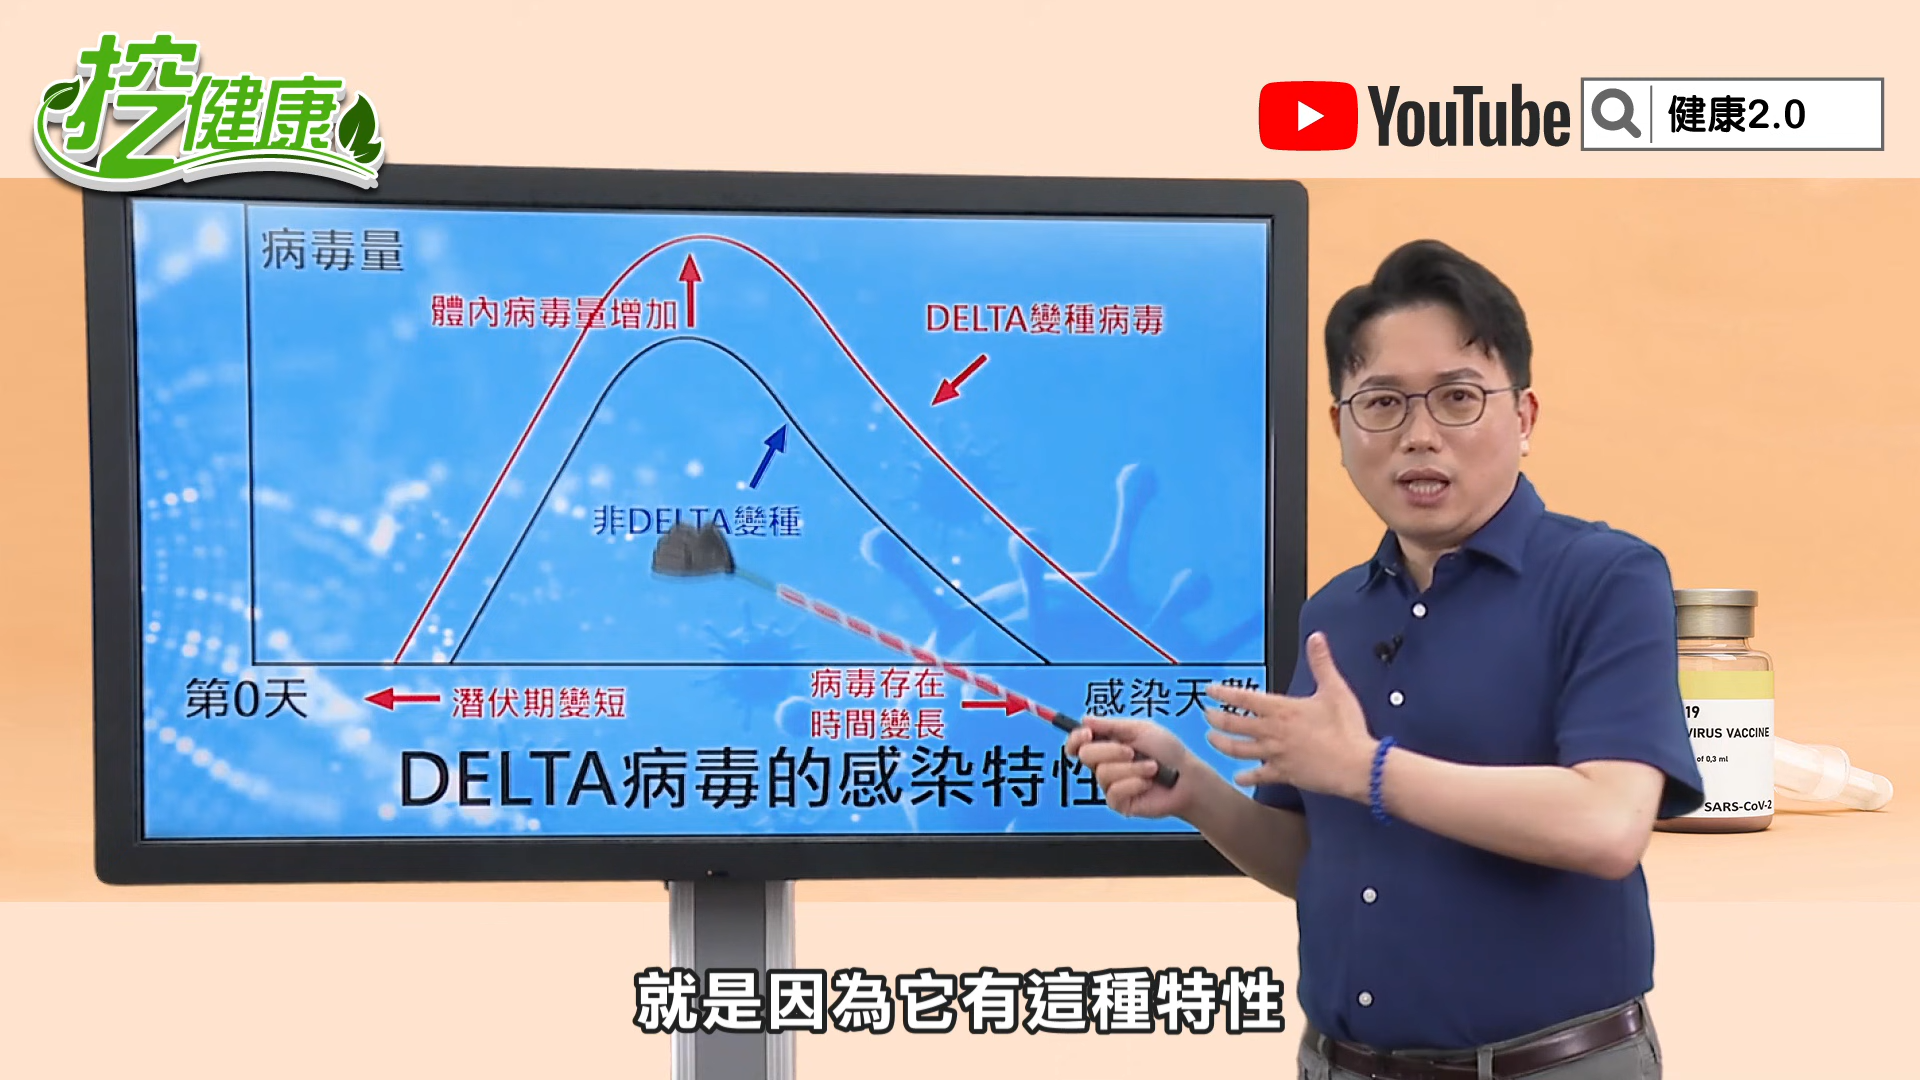 挖健康
YouTube
健康2.0
病毒量
體內病毒量增加
DELTA變種病毒
非DELTA變種
第0天
潛伏期變短
病毒存在
時間變長
感染天數
DELTA病毒的感染特性
19
VIRUS VACCINE
of 0,3 ml
SARS-CoV-2
就是因為它有這種特性